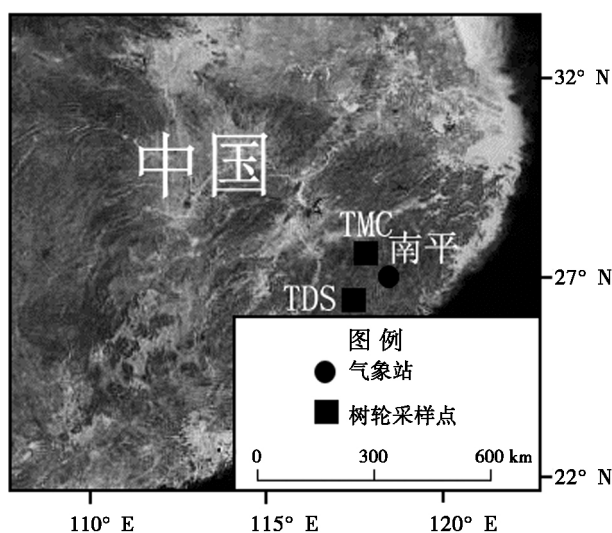 32° N
中国
TMC
南平
27° N
TDS
图 例
气象站
树轮采样点
0 300 600 km
22° N
110° E 115° E 120° E